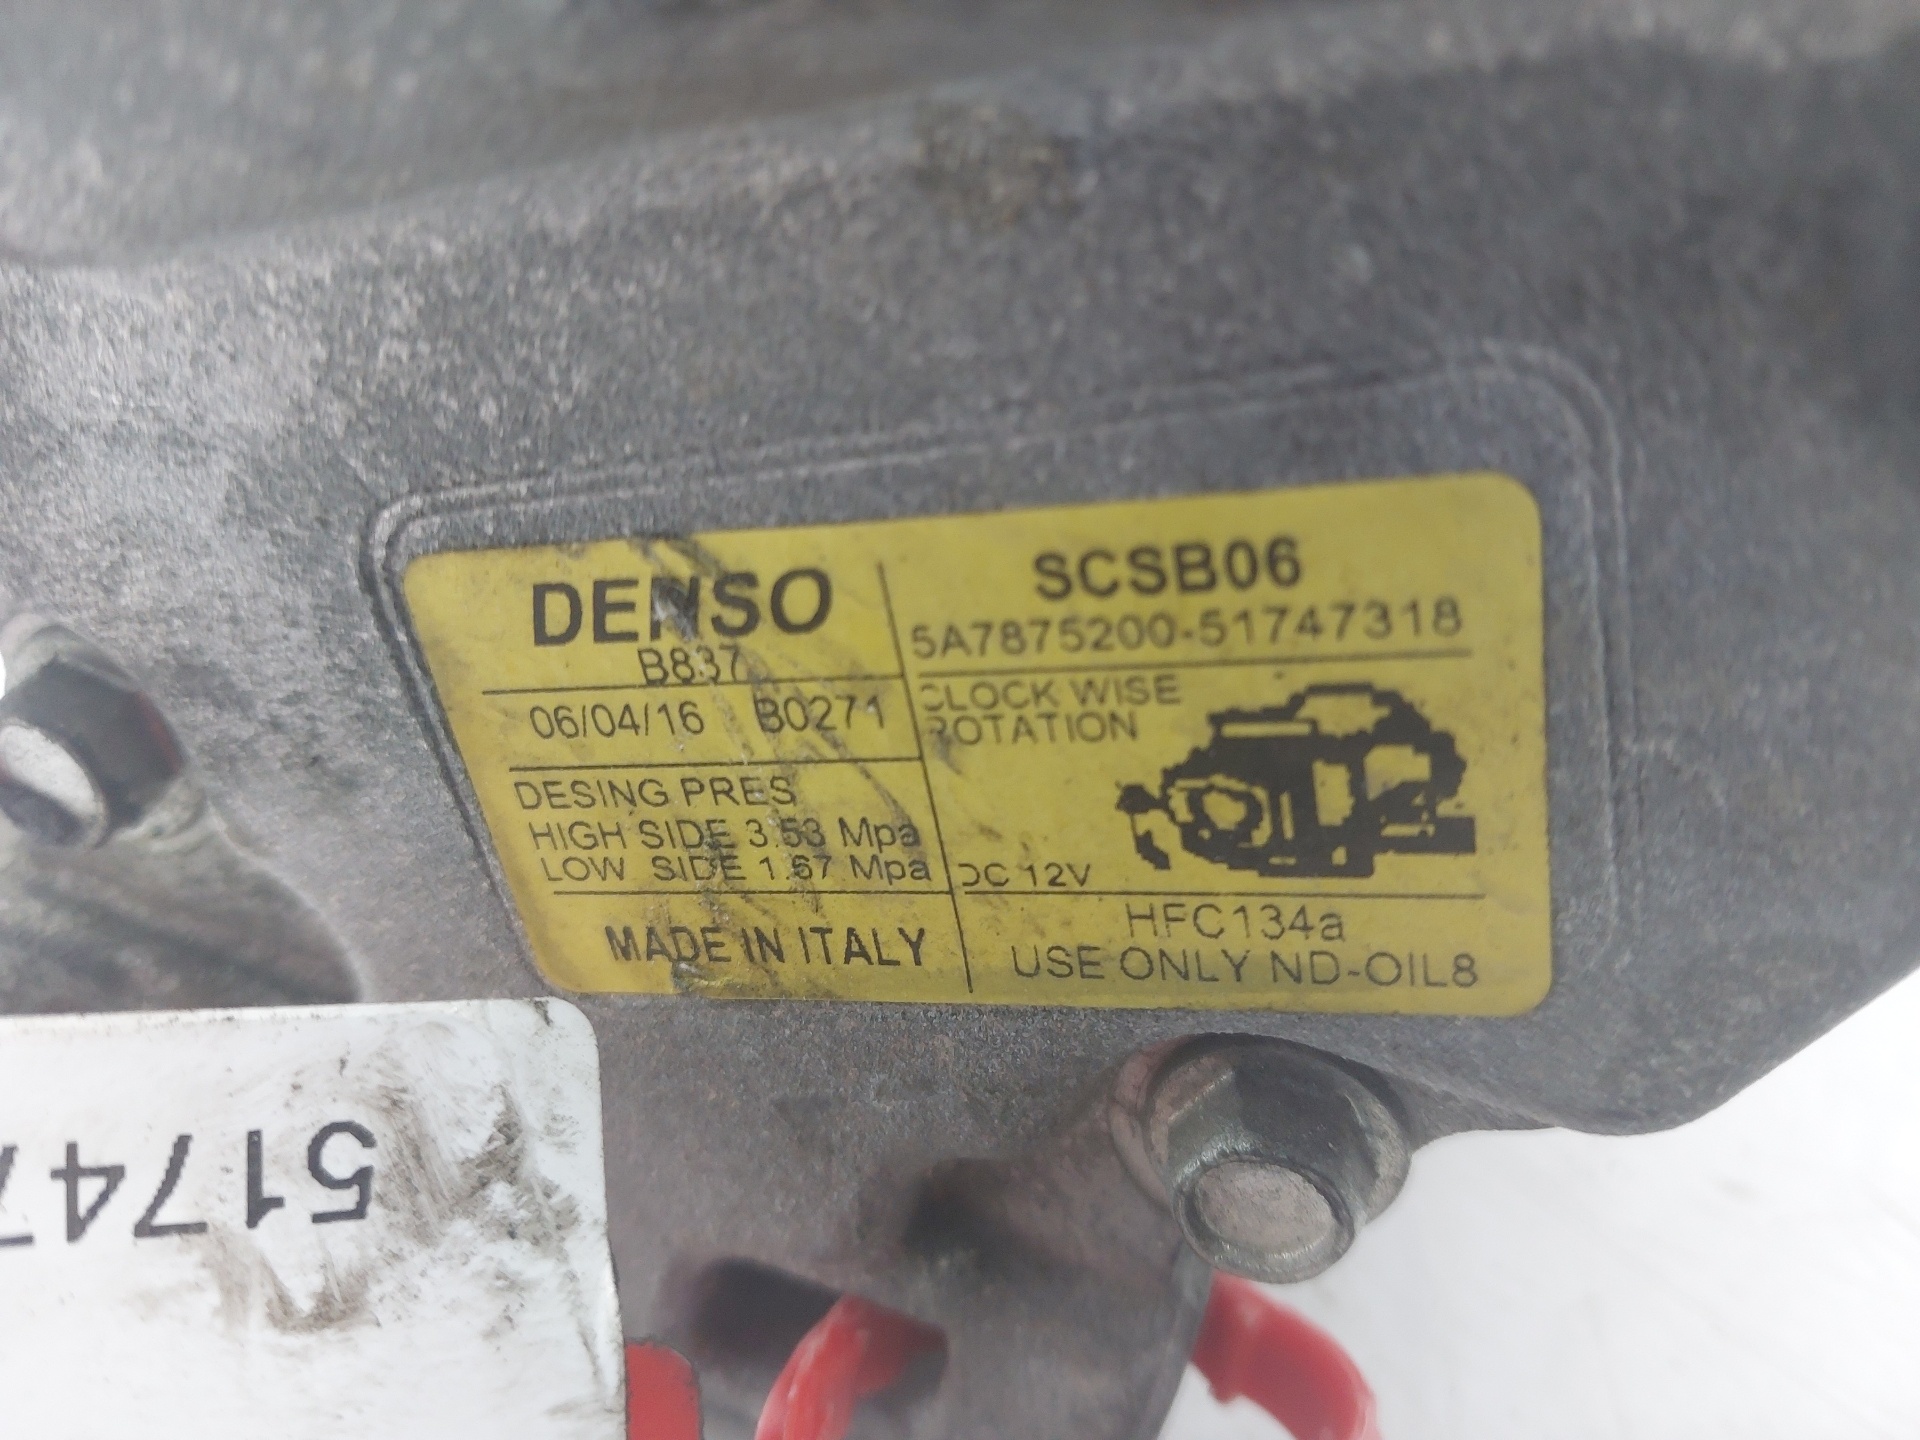 DENSO
B837
06/04/16 B0271
DESING PRES
HIGH SIDE 3.53 Mpa
LOW SIDE 1.67 Mpa
MADE IN ITALY
SCSB06
5A7875200-51747318
CLOCK WISE
ROTATION
DC 12V
HFC134a
USE ONLY ND-OIL8
51747